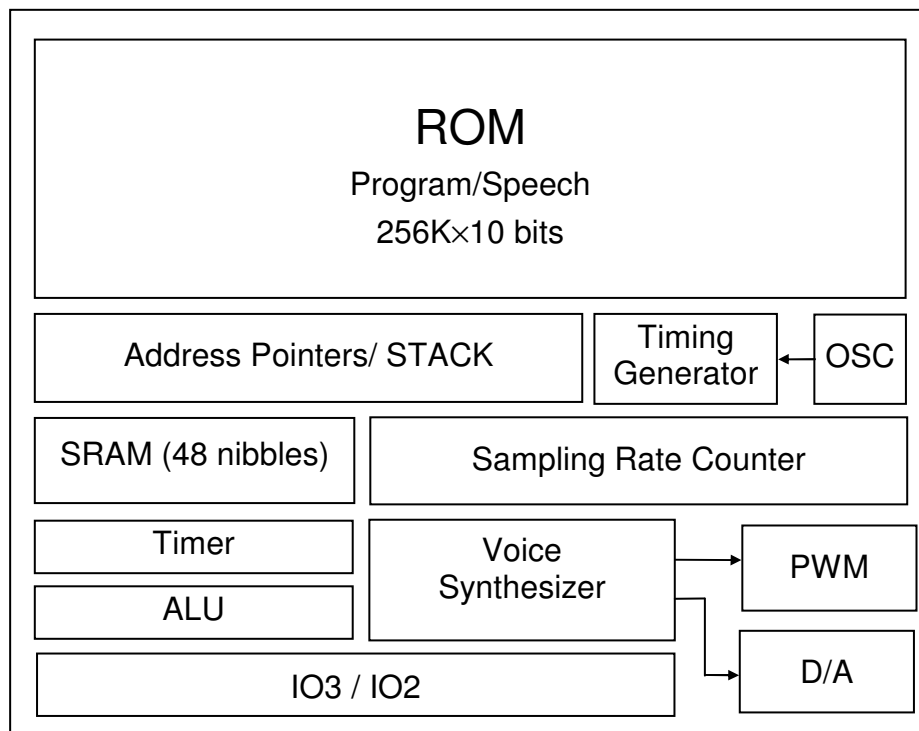 ROM
Program/Speech
256K×10 bits
Address Pointers/ STACK
Timing
Generator
OSC
SRAM (48 nibbles)
Sampling Rate Counter
Timer
Voice
Synthesizer
PWM
ALU
IO3 / IO2
D/A